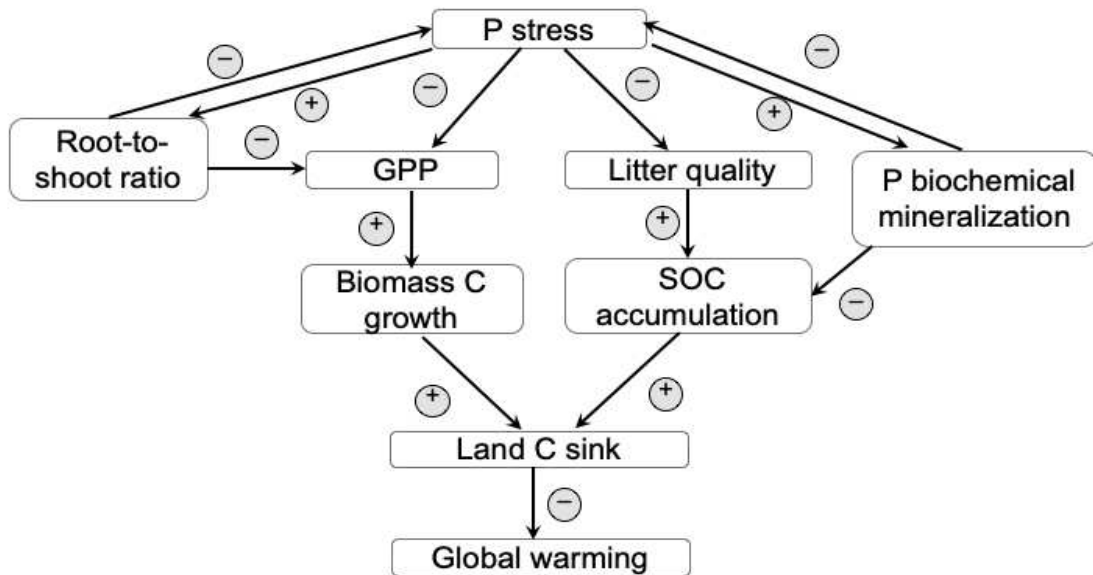 P stress
−
+
−
−
−
+
Root-to-
shoot ratio
−
GPP
Litter quality
P biochemical
mineralization
+
+
Biomass C
growth
SOC
accumulation
−
+
+
Land C sink
−
Global warming